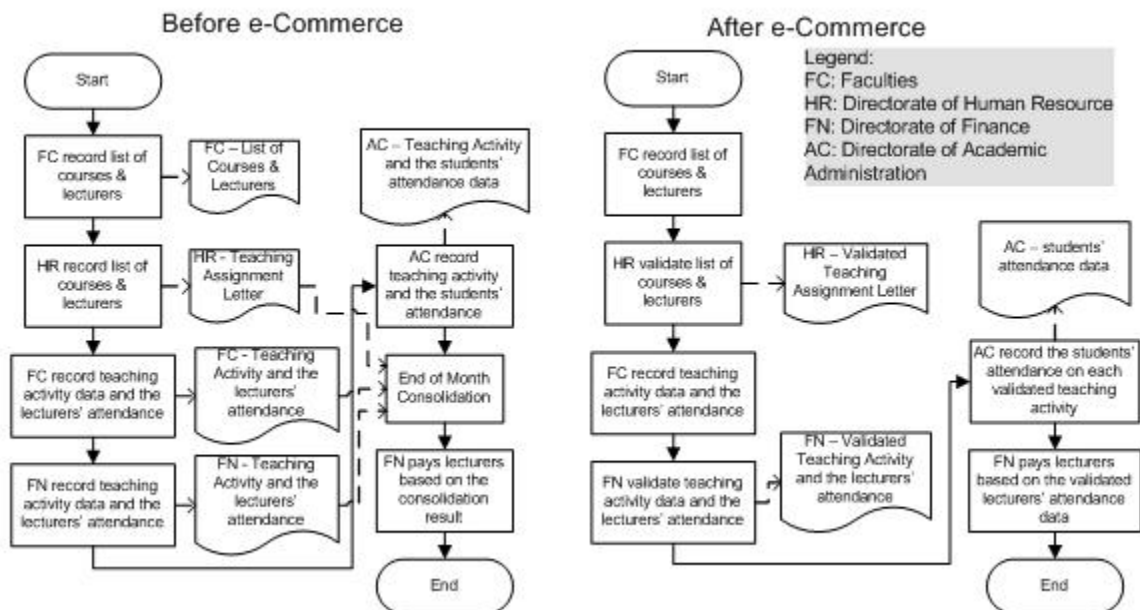 Before e-Commerce
Start
FC record list of
courses &
lecturers
FC – List of
Courses &
Lecturers
HR record list of
courses &
lecturers
HR - Teaching
Assignment
Letter
FC record teaching
activity data and the
lecturers' attendance
FC - Teaching
Activity and the
lecturers'
attendance
FN record teaching
activity data and the
lecturers' attendance
FN - Teaching
Activity and the
lecturers'
attendance
AC – Teaching Activity
and the students'
attendance data
AC record
teaching activity
and the students'
attendance
End of Month
Consolidation
FN pays lecturers
based on the
consolidation
result
End
After e-Commerce
Legend:
FC: Faculties
HR: Directorate of Human Resource
FN: Directorate of Finance
AC: Directorate of Academic
Administration
Start
FC record list of
courses &
lecturers
HR validate list of
courses &
lecturers
HR – Validated
Teaching
Assignment Letter
FC record teaching
activity data and the
lecturers' attendance
FN validate teaching
activity data and the
lecturers' attendance
FN – Validated
Teaching Activity
and the lecturers'
attendance
AC – students'
attendance data
AC record the students'
attendance on each
validated teaching
activity
FN pays lecturers
based on the validated
lecturers' attendance
data
End